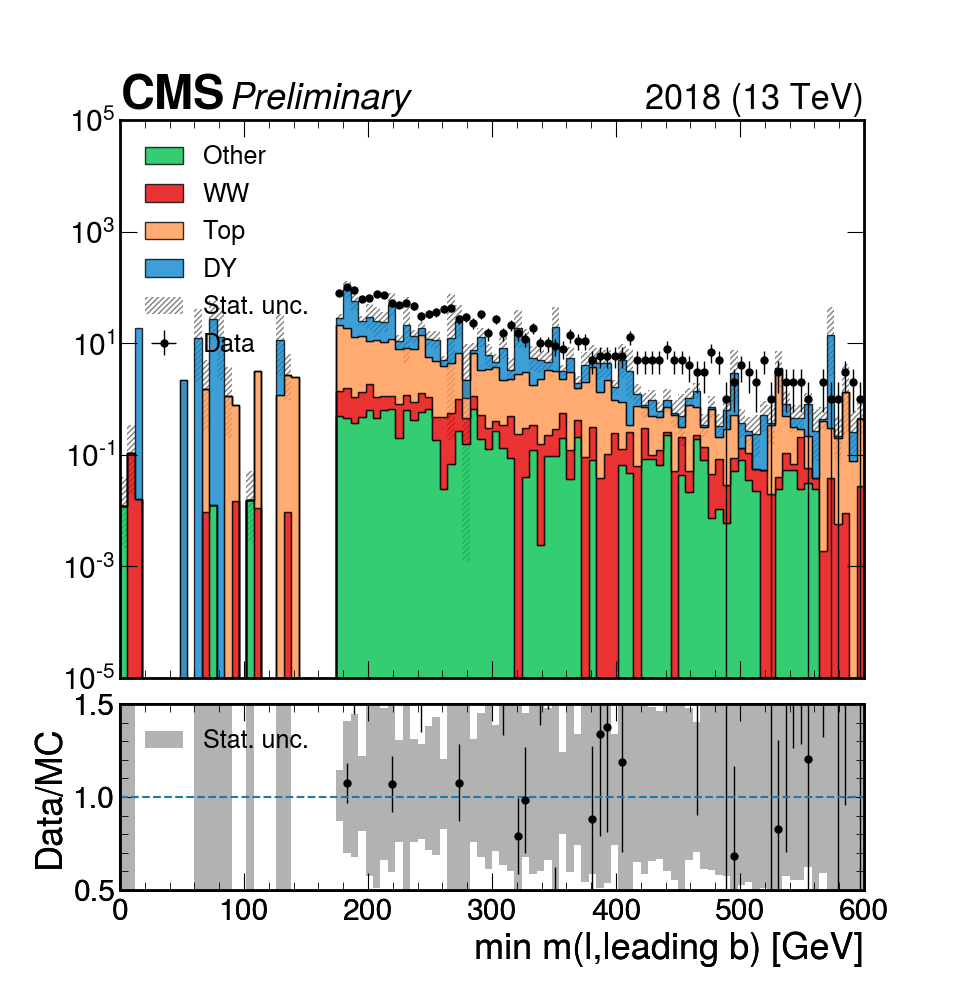 CMS Preliminary 2018 (13 TeV)
10^5
10^3
10^1
10^-1
10^-3
10^-5
Other
WW
Top
DY
Stat. unc.
Data
Data/MC
1.5
1.0
0.5
Stat. unc.
0 100 200 300 400 500 600
min m(l,leading b) [GeV]